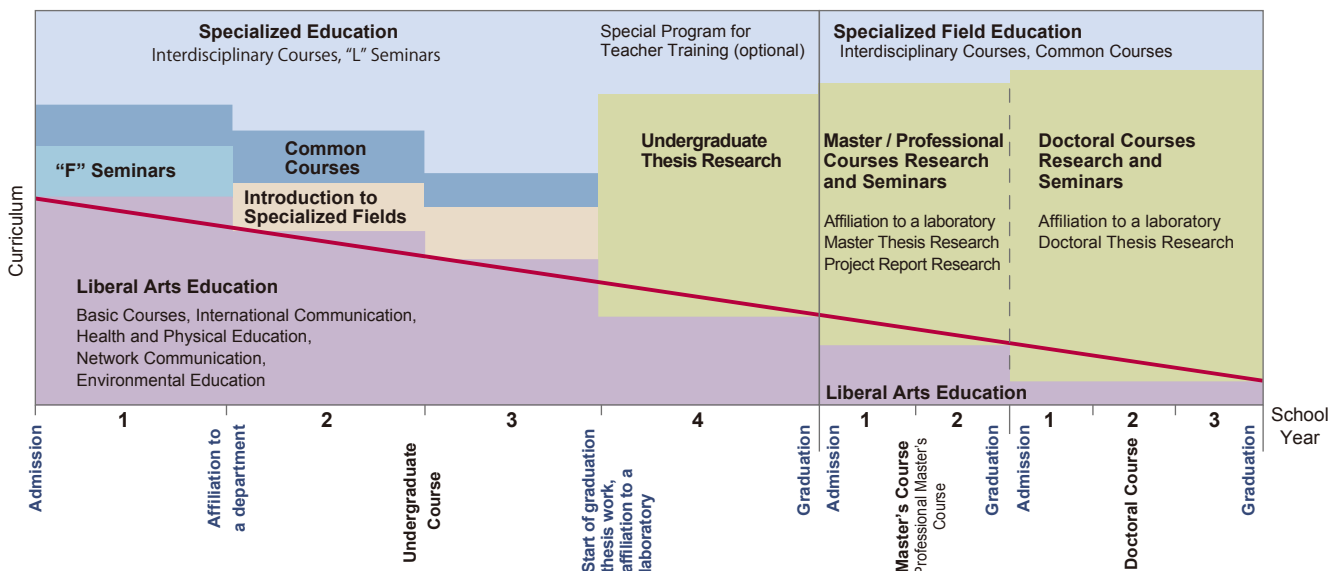 Specialized Education
Interdisciplinary Courses, “L” Seminars
Special Program for
Teacher Training (optional)
Specialized Field Education
Interdisciplinary Courses, Common Courses
“F” Seminars
Common
Courses
Introduction to
Specialized Fields
Undergraduate
Thesis Research
Master / Professional
Courses Research
and Seminars
Affiliation to a laboratory
Master Thesis Research
Project Report Research
Doctoral Courses
Research and
Seminars
Affiliation to a laboratory
Doctoral Thesis Research
Curriculum
Liberal Arts Education
Basic Courses, International Communication,
Health and Physical Education,
Network Communication,
Environmental Education
Liberal Arts Education
1
2
3
4
1
2
1
2
3
School
Year
Admission
Affiliation to
a department
Undergraduate
Course
Start of graduation
thesis work,
affiliation to a
laboratory
Graduation
Admission
Master's Course
Professional Master's
Course
Graduation
Admission
Doctoral Course
Graduation